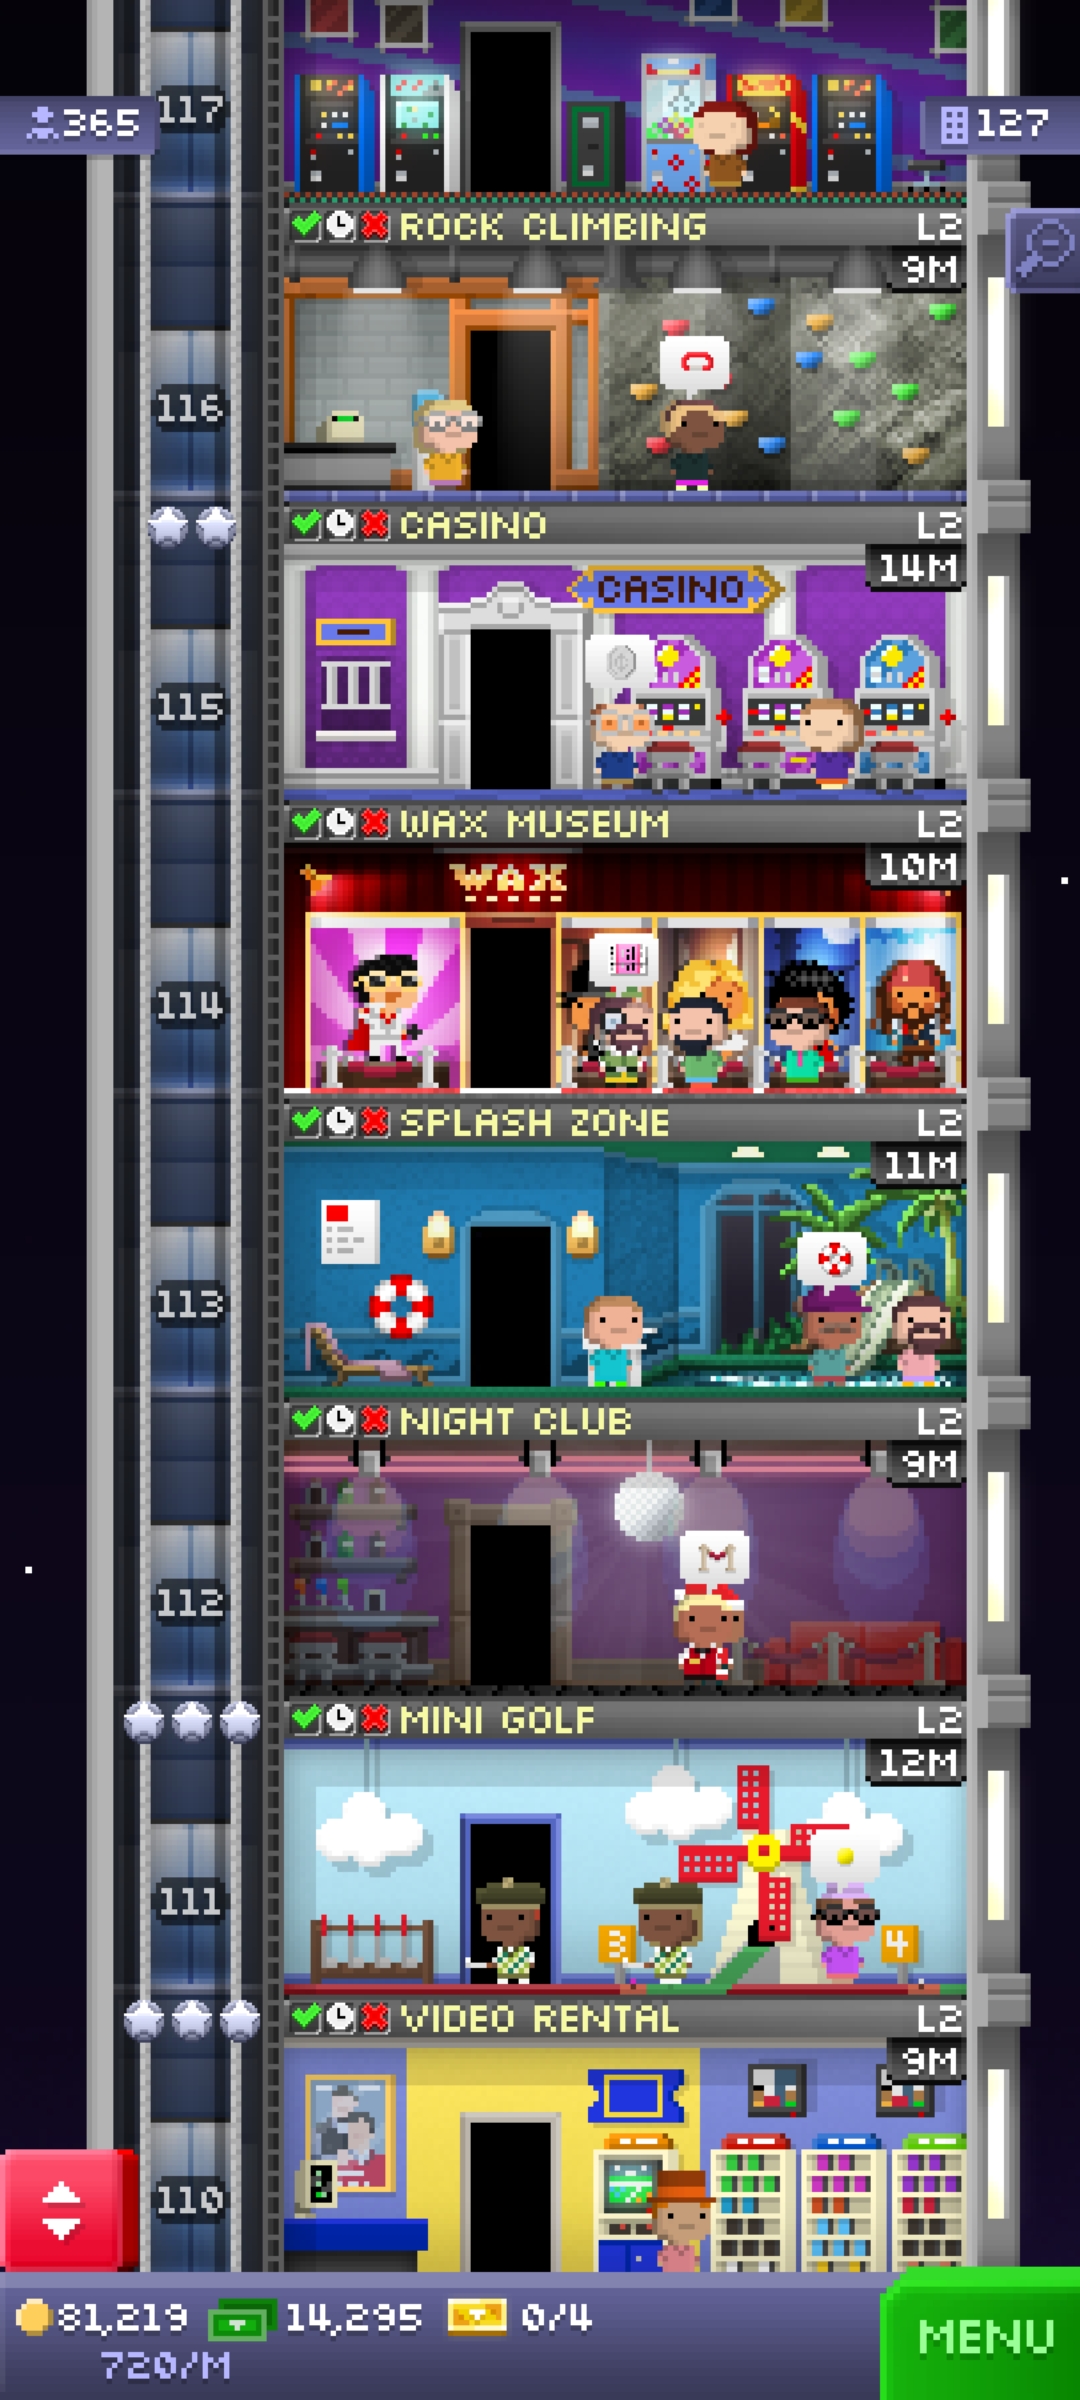 117
365
127
ROCK CLIMBING L2
9M
116
CASINO L2
14M
CASINO
115
WAX MUSEUM L2
10M
WAX
114
SPLASH ZONE L2
11M
113
NIGHT CLUB L2
9M
M
112
MINI GOLF L2
12M
111
3
4
VIDEO RENTAL L2
9M
110
81,219 14,295 0/4
720/M
MENU